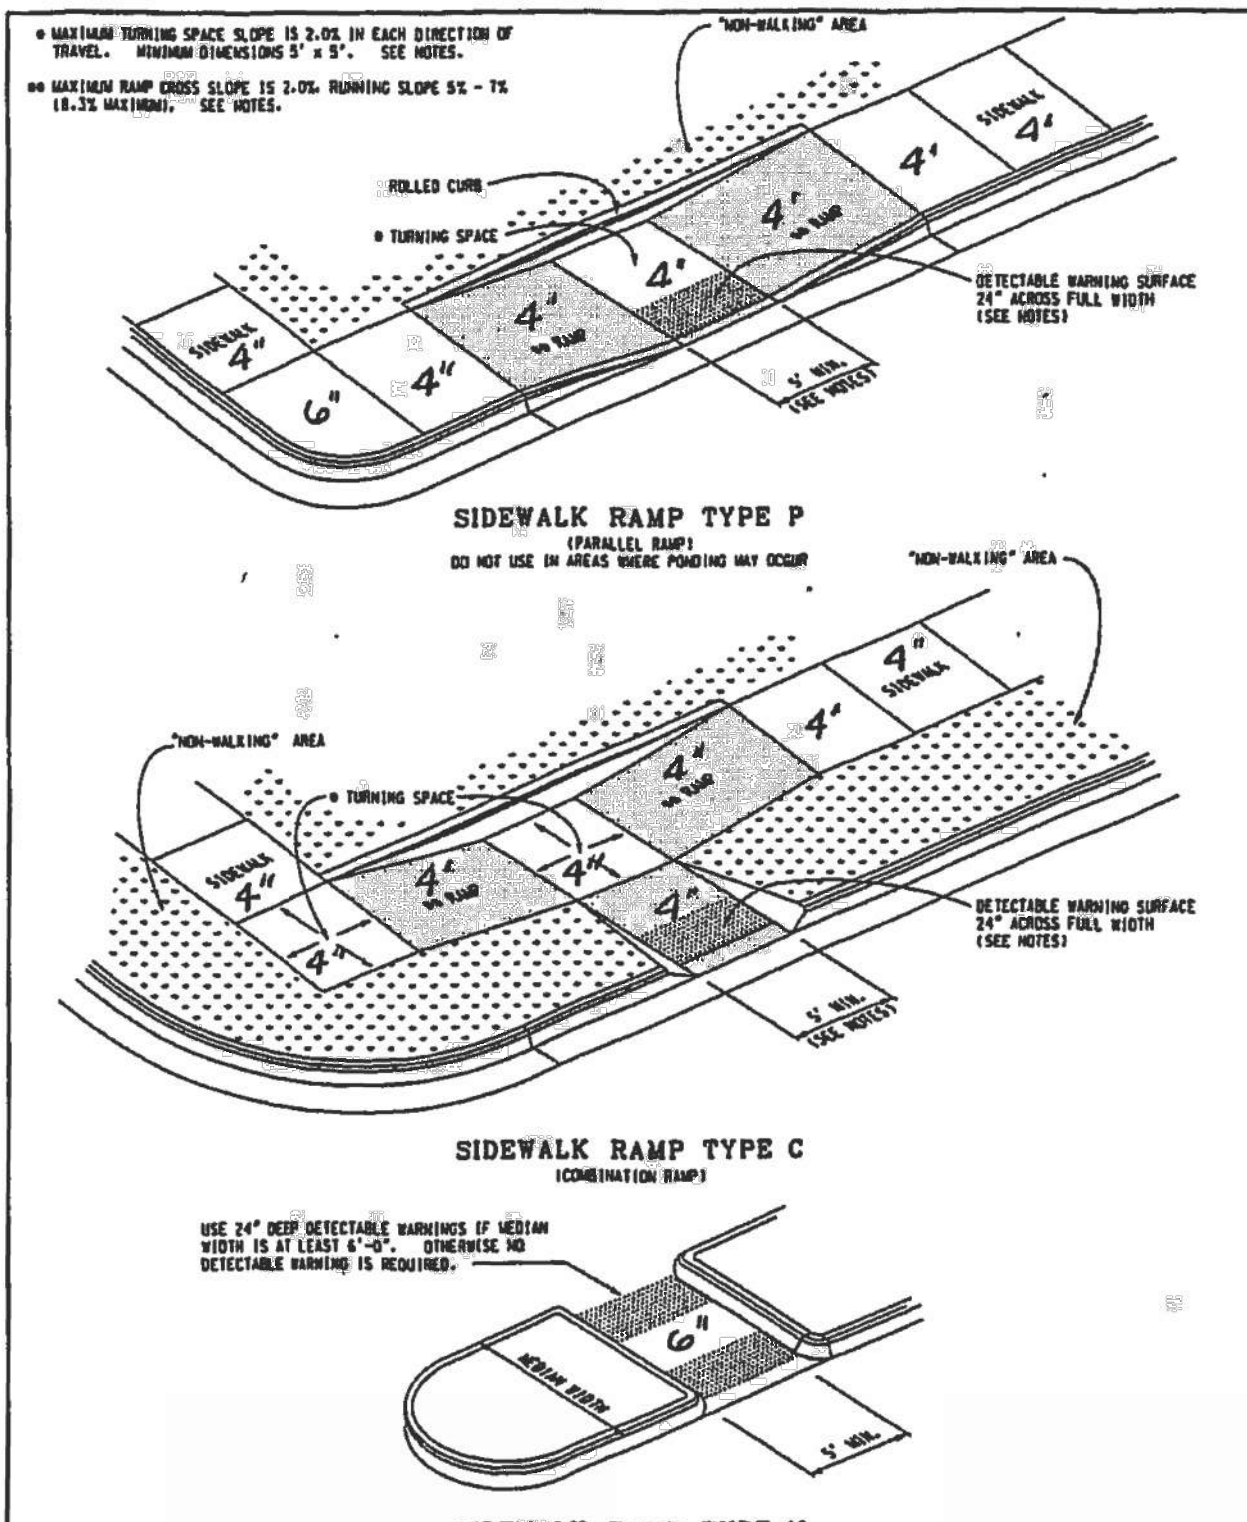 * MAXIMUM TURNING SPACE SLOPE IS 2.0% IN EACH DIRECTION OF
TRAVEL. MINIMUM DIMENSIONS 5' x 5'. SEE NOTES.
** MAXIMUM RAMP CROSS SLOPE IS 2.0%. RUNNING SLOPE 5% - 7%
(8.3% MAXIMUM). SEE NOTES.
"NON-WALKING" AREA
SIDEWALK
4"
4"
ROLLED CURB
4"
** RAMP
* TURNING SPACE
4"
DETECTABLE WARNING SURFACE
24" ACROSS FULL WIDTH
(SEE NOTES)
4"
** RAMP
SIDEWALK
4"
4"
6"
5' MIN.
(SEE NOTES)
SIDEWALK RAMP TYPE P
(PARALLEL RAMP)
DO NOT USE IN AREAS WHERE PONDING MAY OCCUR
"NON-WALKING" AREA
4"
SIDEWALK
4"
"NON-WALKING" AREA
4"
** RAMP
* TURNING SPACE
SIDEWALK
4"
4"
** RAMP
4"
4"
DETECTABLE WARNING SURFACE
24" ACROSS FULL WIDTH
(SEE NOTES)
4"
5' MIN.
(SEE NOTES)
SIDEWALK RAMP TYPE C
(COMBINATION RAMP)
USE 24" DEEP DETECTABLE WARNINGS IF MEDIAN
WIDTH IS AT LEAST 6'-0". OTHERWISE NO
DETECTABLE WARNING IS REQUIRED.
6"
MEDIAN WIDTH
5' MIN.